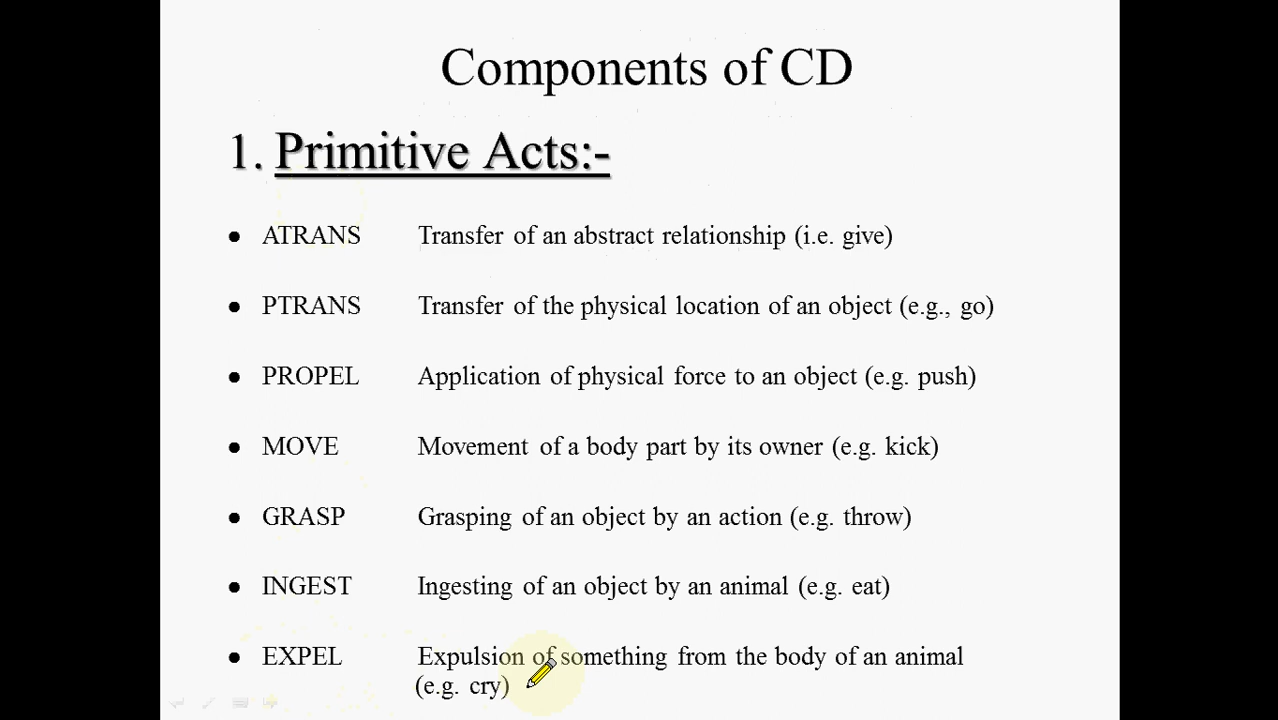 Components of CD
1. Primitive Acts:-
● ATRANS Transfer of an abstract relationship (i.e. give)
● PTRANS Transfer of the physical location of an object (e.g., go)
● PROPEL Application of physical force to an object (e.g. push)
● MOVE Movement of a body part by its owner (e.g. kick)
● GRASP Grasping of an object by an action (e.g. throw)
● INGEST Ingesting of an object by an animal (e.g. eat)
● EXPEL Expulsion of something from the body of an animal
(e.g. cry)